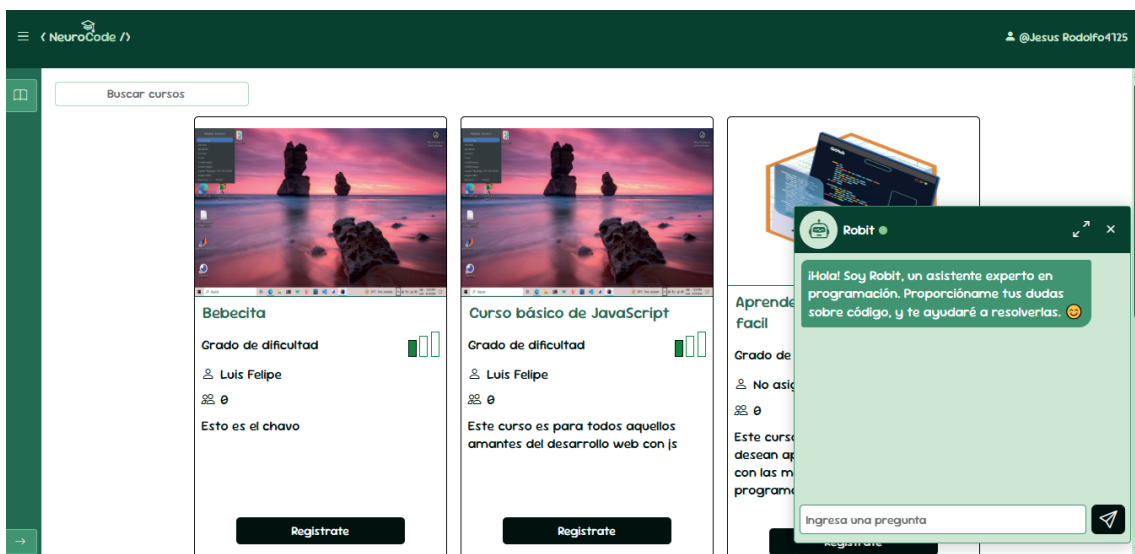 < NeuroCode />
@Jesus Rodolfo4125
Buscar cursos
Bebecita
Grado de dificultad
Luis Felipe
0
Esto es el chavo
Registrate
Curso básico de JavaScript
Grado de dificultad
Luis Felipe
0
Este curso es para todos aquellos
amantes del desarrollo web con js
Registrate
Aprende
facil
Grado de
No asig
0
Este curso
desean ap
con las m
programa
Registrate
Robit
¡Hola! Soy Robit, un asistente experto en
programación. Proporcióname tus dudas
sobre código, y te ayudaré a resolverlas. 😊
Ingresa una pregunta